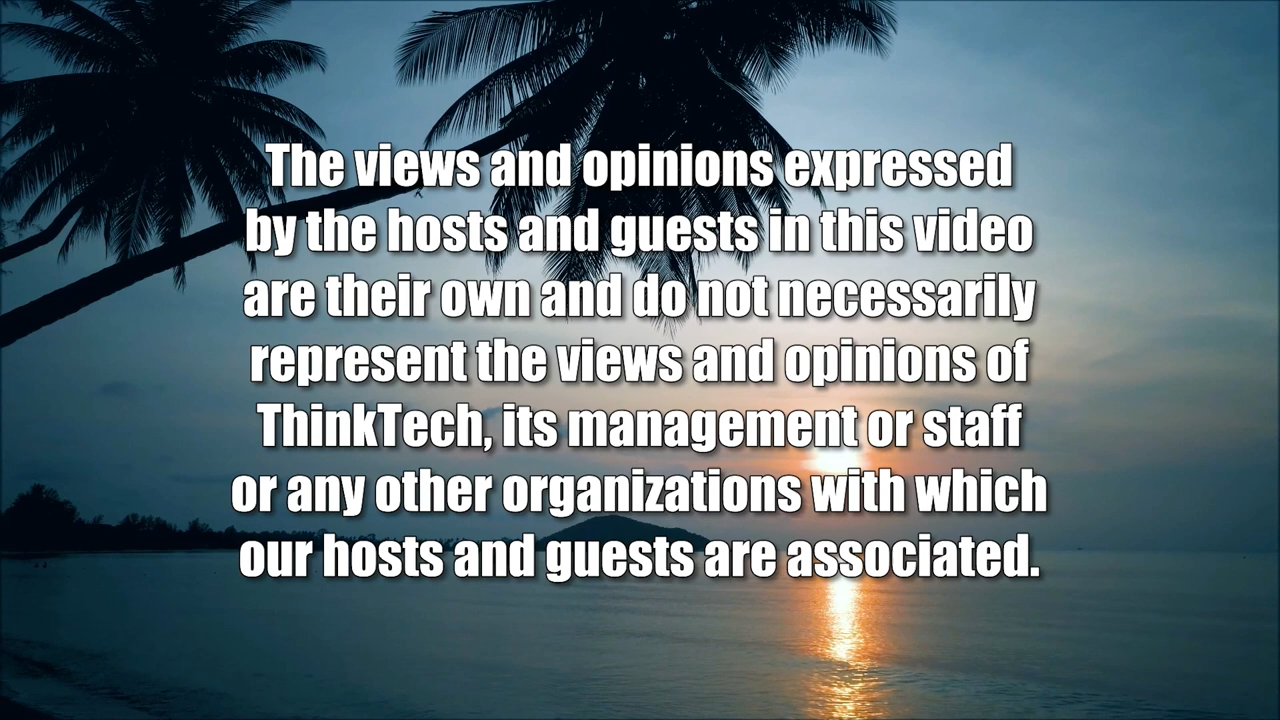 The views and opinions expressed
by the hosts and guests in this video
are their own and do not necessarily
represent the views and opinions of
ThinkTech, its management or staff
or any other organizations with which
our hosts and guests are associated.